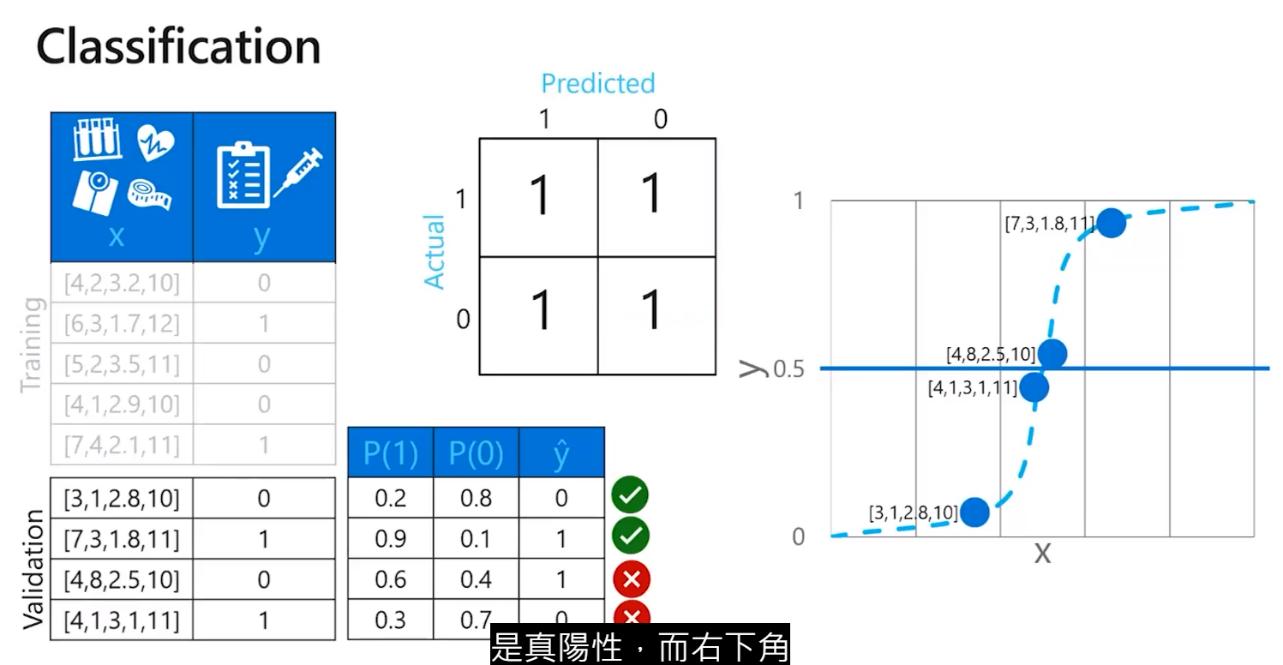 Classification
x y
Training
[4,2,3.2,10] 0
[6,3,1.7,12] 1
[5,2,3.5,11] 0
[4,1,2.9,10] 0
[7,4,2.1,11] 1
Validation
[3,1,2.8,10] 0
[7,3,1.8,11] 1
[4,8,2.5,10] 0
[4,1,3,1,11] 1
Predicted
1 0
Actual
1 1 1
0 1 1
P(1) P(0) ŷ
0.2 0.8 0
0.9 0.1 1
0.6 0.4 1
0.3 0.7 0
1
[7,3,1.8,11]
[4,8,2.5,10]
y 0.5
[4,1,3,1,11]
[3,1,2.8,10]
0
x
是真陽性，而右下角